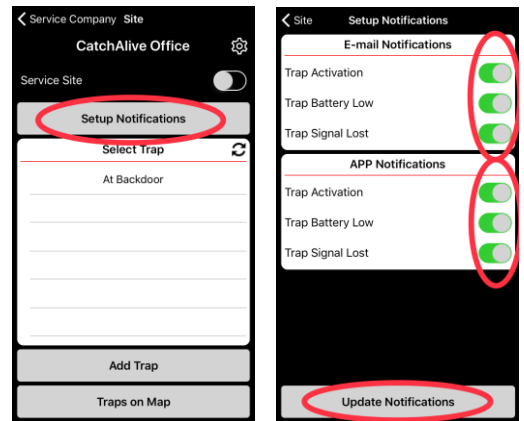 Service Company Site
CatchAlive Office
Service Site
Setup Notifications
Select Trap
At Backdoor
Add Trap
Traps on Map
Site Setup Notifications
E-mail Notifications
Trap Activation
Trap Battery Low
Trap Signal Lost
APP Notifications
Trap Activation
Trap Battery Low
Trap Signal Lost
Update Notifications